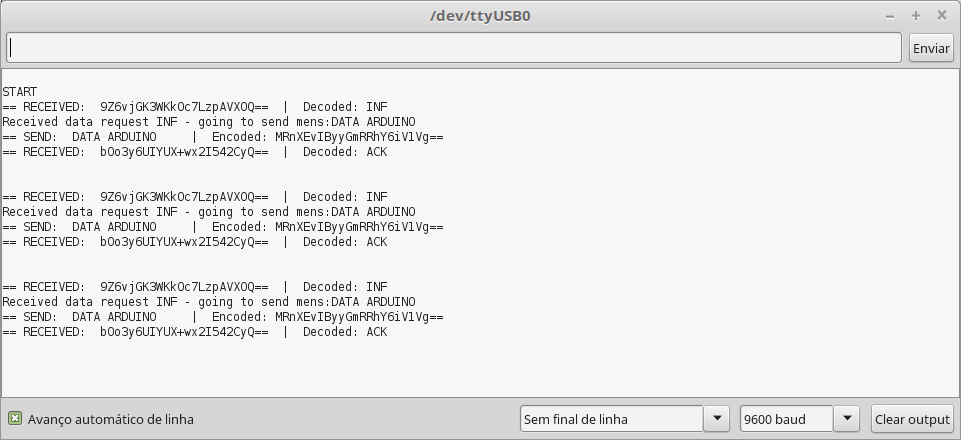 /dev/ttyUSB0
Enviar
START
== RECEIVED:  9Z6vjGK3WKkOc7LzpAVXOQ==  |  Decoded: INF
Received data request INF - going to send mens:DATA ARDUINO
== SEND:  DATA ARDUINO     |  Encoded: MRnXEvIByyGmRRhY6iVlVg==
== RECEIVED:  bOo3y6UIYUX+wx2I542CyQ==  |  Decoded: ACK
== RECEIVED:  9Z6vjGK3WKkOc7LzpAVXOQ==  |  Decoded: INF
Received data request INF - going to send mens:DATA ARDUINO
== SEND:  DATA ARDUINO     |  Encoded: MRnXEvIByyGmRRhY6iVlVg==
== RECEIVED:  bOo3y6UIYUX+wx2I542CyQ==  |  Decoded: ACK
== RECEIVED:  9Z6vjGK3WKkOc7LzpAVXOQ==  |  Decoded: INF
Received data request INF - going to send mens:DATA ARDUINO
== SEND:  DATA ARDUINO     |  Encoded: MRnXEvIByyGmRRhY6iVlVg==
== RECEIVED:  bOo3y6UIYUX+wx2I542CyQ==  |  Decoded: ACK
Avanço automático de linha
Sem final de linha
9600 baud
Clear output